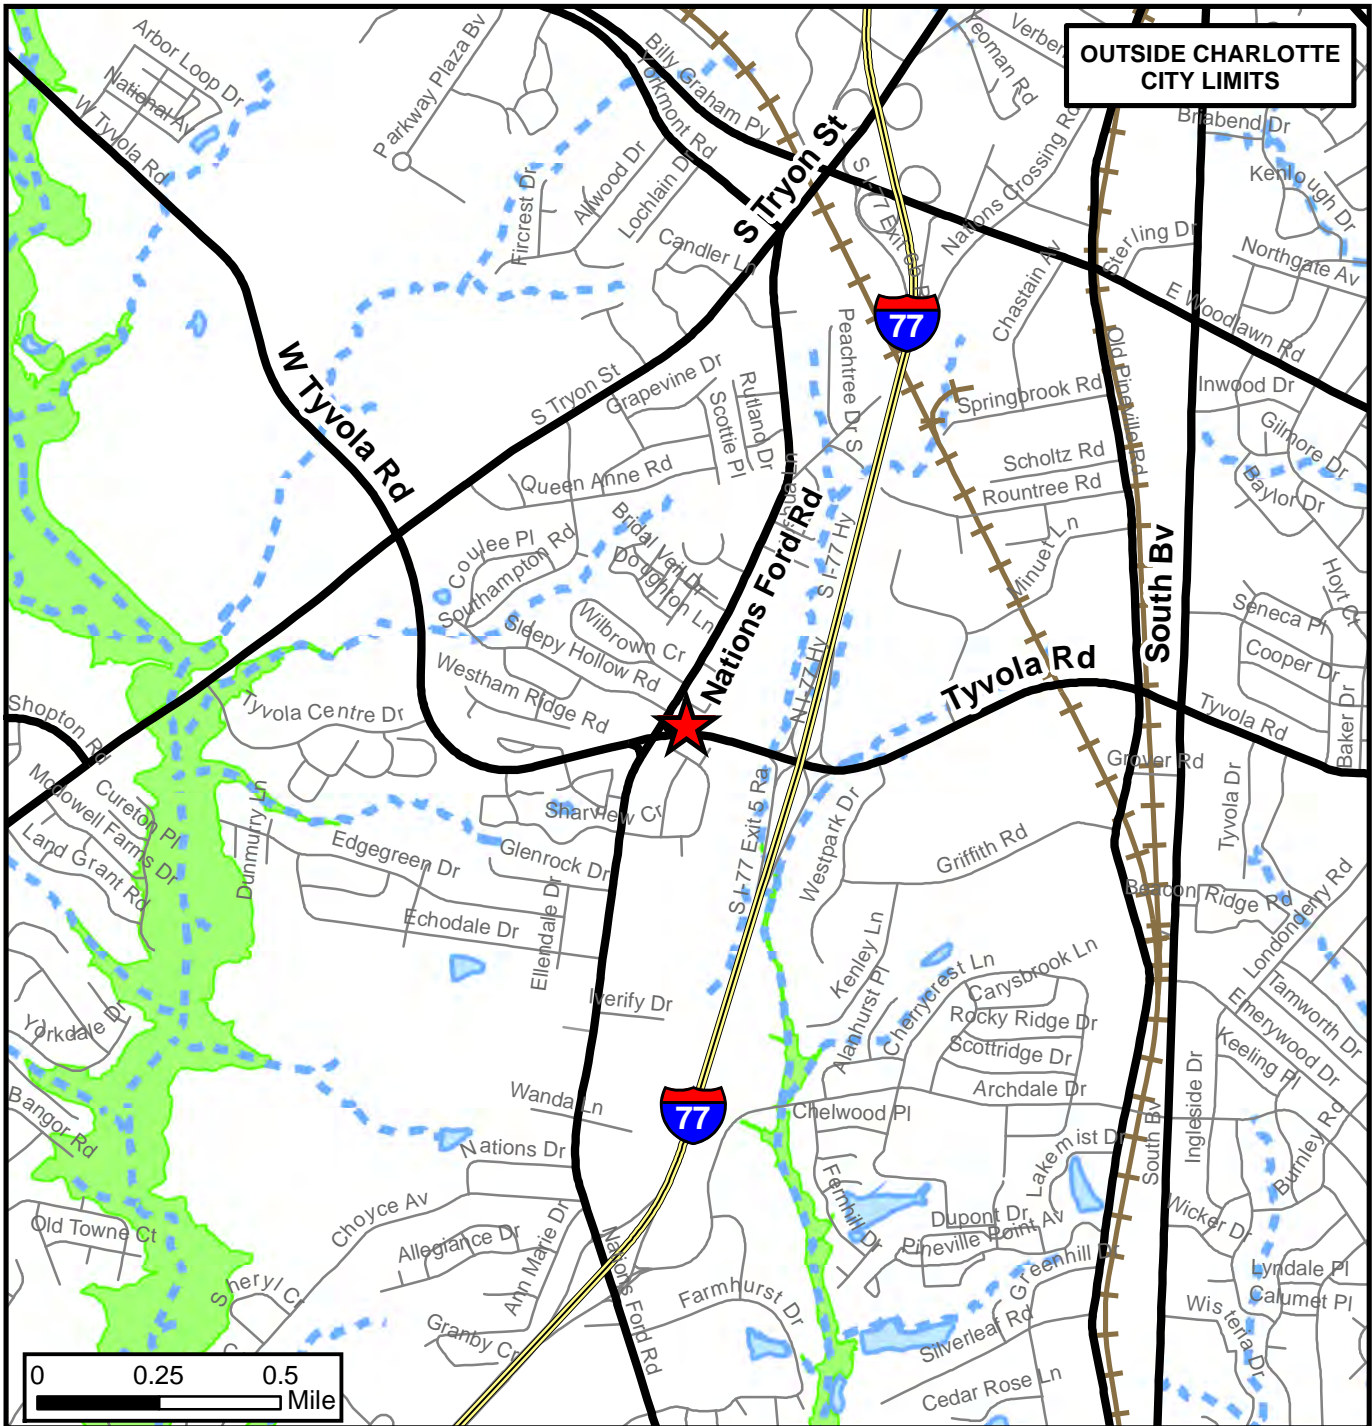 OUTSIDE CHARLOTTE
CITY LIMITS
Arbor Loop Dr
National Av
W Tyvola Rd
Parkway Plaza Bv
Billy Graham Py
Yorkmont Rd
Yeoman Rd
Briabend Dr
Kenlough Dr
Northgate Av
Sterling Dr
E Woodlawn Rd
S Tryon St
Allwood Dr
Lochlain Dr
Fircrest Dr
Candler Ln
Nations Crossing Rd
Chastain Av
77
Peachtree Dr S
Old Pineville Rd
Springbrook Rd
Inwood Dr
Gilmore Dr
Baylor Dr
Scholtz Rd
Rountree Rd
Minuet Ln
W Tyvola Rd
S Tryon St
Grapevine Dr
Rutland Dr
Scottie Pl
Queen Anne Rd
Coulee Pl
Southampton Rd
Bridal Veil Dr
Doughton Ln
Wilbrown Cr
Sleepy Hollow Rd
Westham Ridge Rd
Nations Ford Rd
S I-77 Hy
N I-77 Hy
South Bv
Hoyt Ct
Seneca Pl
Cooper Dr
Baker Dr
Tyvola Rd
Tyvola Rd
Shopton Rd
Tyvola Centre Dr
Grover Rd
Tyvola Dr
Mcdowell Farms Dr
Cureton Pl
Land Grant Rd
Dunmurry Ln
Sharview Cr
S I-77 Exit 5 Ra
Westpark Dr
Griffith Rd
Edgegreen Dr
Glenrock Dr
Echodale Dr
Ellendale Dr
Beacon Ridge Rd
Londonderry Rd
Iverify Dr
Kenley Ln
Alanhurst Pl
Cherrycrest Ln
Carysbrook Ln
Rocky Ridge Dr
Scottridge Dr
Archdale Dr
Tamworth Dr
Emerywood Dr
Keeling Pl
Yorkdale Dr
Bangor Rd
Wanda Ln
77
Chelwood Pl
Nations Dr
Ingleside Dr
South Bv
Burnley Rd
Lakemist Dr
Fernhill Dr
Dupont Dr
Pineville Point Av
Greenhill Dr
Wicker Dr
Old Towne Ct
Choyce Av
Allegiance Dr
Ann Marie Dr
Nations Ford Rd
Farmhurst Dr
Lyndale Pl
Calumet Pl
Wisteria Dr
Sheryl Cr
Granby Cr
Silverleaf Rd
Cedar Rose Ln
0 0.25 0.5
Mile